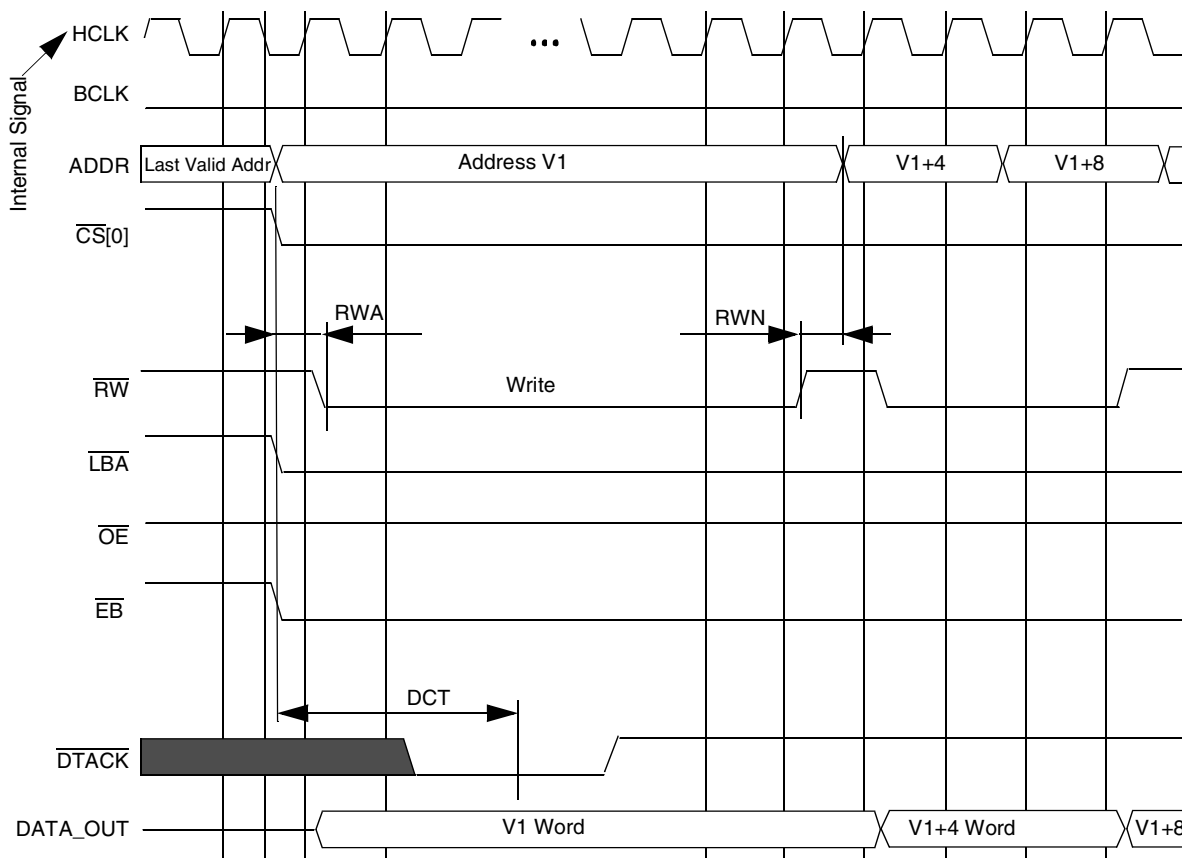 HCLK
...
Internal Signal
BCLK
ADDR
Last Valid Addr
Address V1
V1+4
V1+8
CS[0]
RWA
RWN
RW
Write
LBA
OE
EB
DCT
DTACK
DATA_OUT
V1 Word
V1+4 Word
V1+8